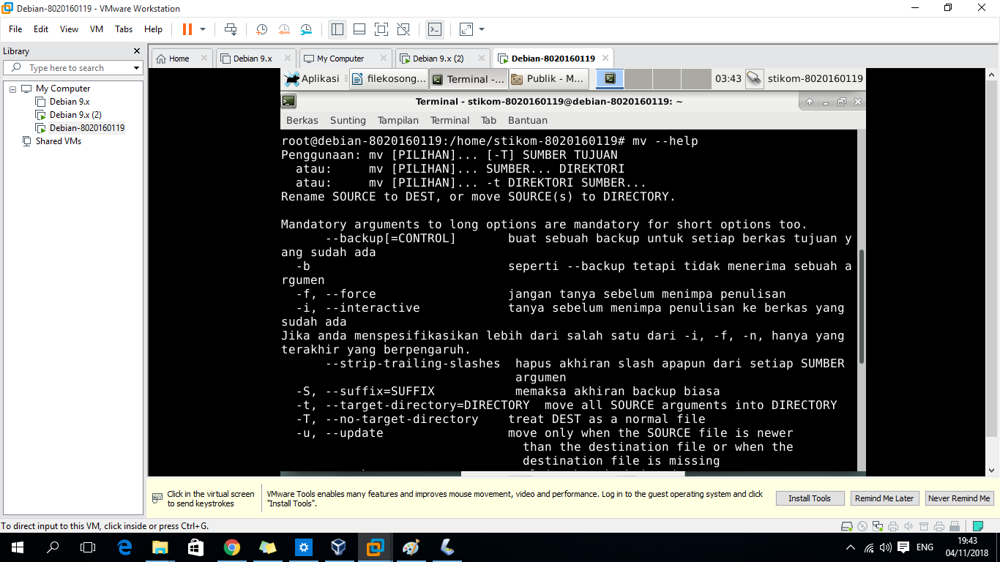 Debian-8020160119 - VMware Workstation
File Edit View VM Tabs Help
Library
Type here to search
My Computer
Debian 9.x
Debian 9.x (2)
Debian-8020160119
Shared VMs
Home
Debian 9.x
My Computer
Debian 9.x (2)
Debian-8020160119
Aplikasi filekosong... Terminal -... Publik - M... 03:43 stikom-8020160119
Terminal - stikom-8020160119@debian-8020160119: ~
Berkas Sunting Tampilan Terminal Tab Bantuan
root@debian-8020160119:/home/stikom-8020160119# mv --help
Penggunaan: mv [PILIHAN]... [-T] SUMBER TUJUAN
atau: mv [PILIHAN]... SUMBER... DIREKTORI
atau: mv [PILIHAN]... -t DIREKTORI SUMBER...
Rename SOURCE to DEST, or move SOURCE(s) to DIRECTORY.
Mandatory arguments to long options are mandatory for short options too.
--backup[=CONTROL] buat sebuah backup untuk setiap berkas tujuan y
ang sudah ada
-b seperti --backup tetapi tidak menerima sebuah a
rgumen
-f, --force jangan tanya sebelum menimpa penulisan
-i, --interactive tanya sebelum menimpa penulisan ke berkas yang
sudah ada
Jika anda menspesifikasikan lebih dari salah satu dari -i, -f, -n, hanya yang
terakhir yang berpengaruh.
--strip-trailing-slashes hapus akhiran slash apapun dari setiap SUMBER
argumen
-S, --suffix=SUFFIX memaksa akhiran backup biasa
-t, --target-directory=DIRECTORY move all SOURCE arguments into DIRECTORY
-T, --no-target-directory treat DEST as a normal file
-u, --update move only when the SOURCE file is newer
than the destination file or when the
destination file is missing
Click in the virtual screen
to send keystrokes
VMware Tools enables many features and improves mouse movement, video and performance. Log in to the guest operating system and click
"Install Tools".
Install Tools Remind Me Later Never Remind Me
To direct input to this VM, click inside or press Ctrl+G.
ENG
19:43
04/11/2018